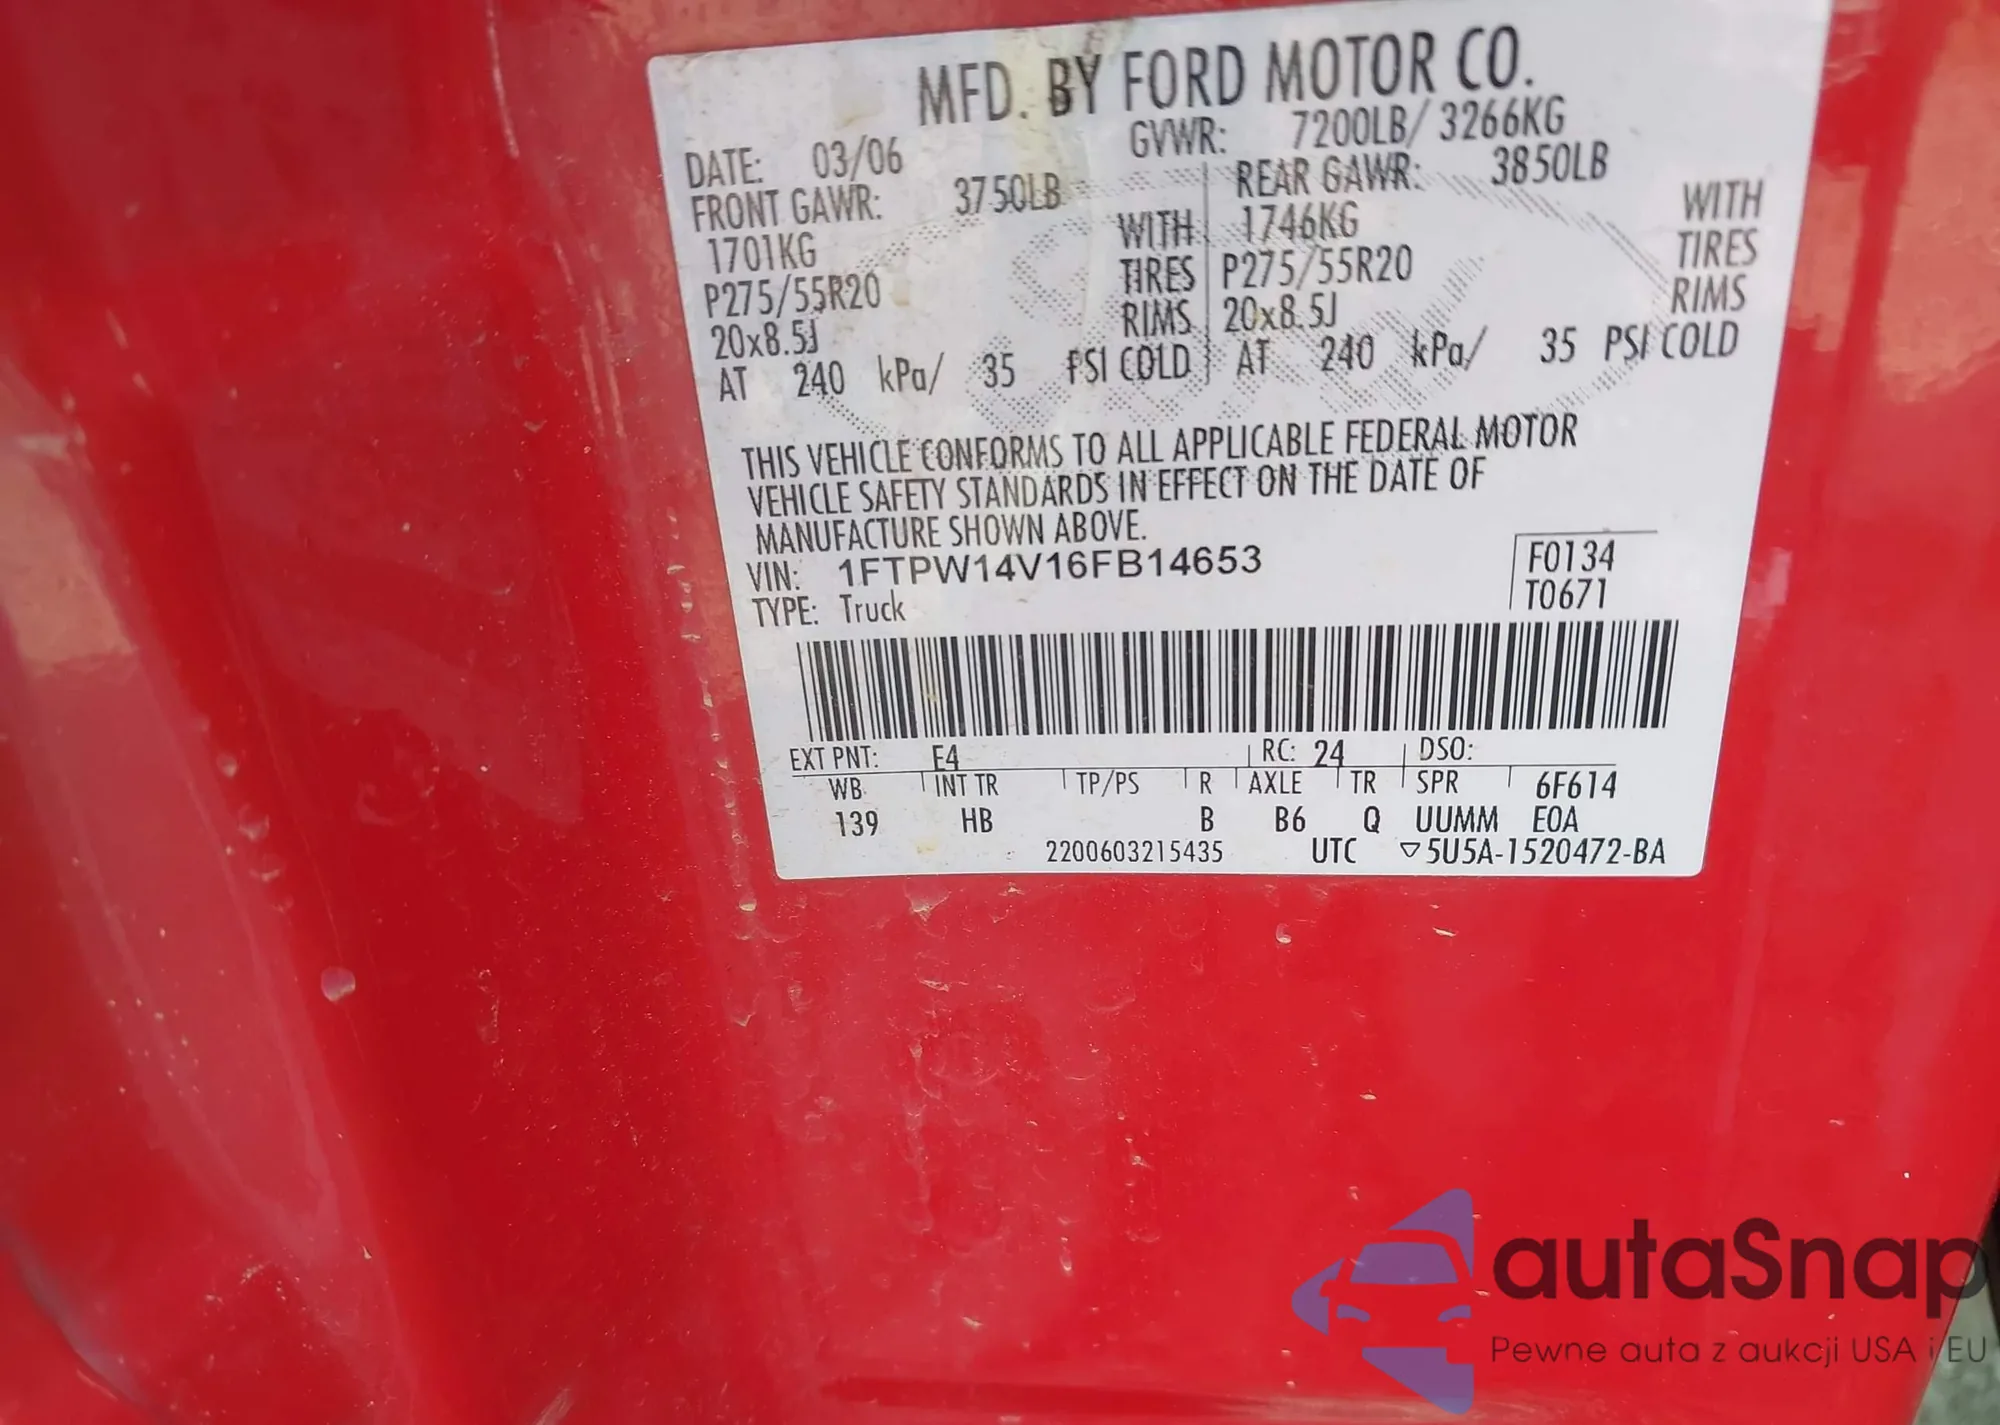 MFD. BY FORD MOTOR CO.
DATE: 03/06 GVWR: 7200LB/ 3266KG
FRONT GAWR: 3750LB REAR GAWR: 3850LB
1701KG WITH 1746KG WITH
P275/55R20 TIRES P275/55R20 TIRES
20x8.5J RIMS 20x8.5J RIMS
AT 240 kPa/ 35 PSI COLD AT 240 kPa/ 35 PSI COLD
THIS VEHICLE CONFORMS TO ALL APPLICABLE FEDERAL MOTOR
VEHICLE SAFETY STANDARDS IN EFFECT ON THE DATE OF
MANUFACTURE SHOWN ABOVE.
VIN: 1FTPW14V16FB14653 F0134
TYPE: Truck T0671
EXT PNT: E4 RC: 24 DSO:
WB INT TR TP/PS R AXLE TR SPR 6F614
139 HB B B6 Q UUMM E0A
2200603215435 UTC ▽5U5A-1520472-BA
autaSnap
Pewne auta z aukcji USA i EU